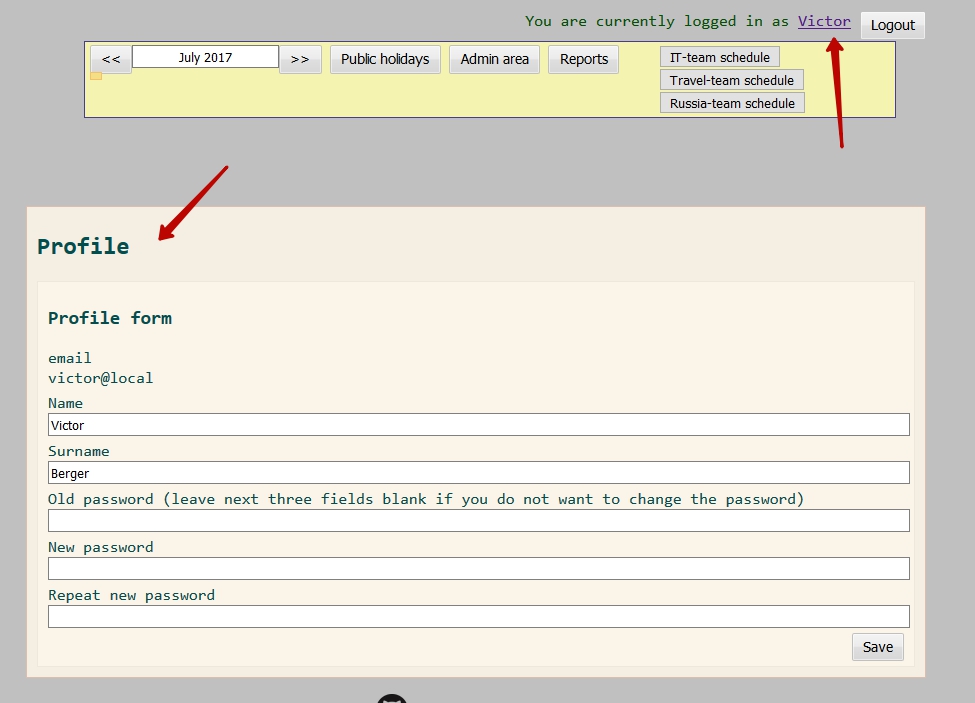 You are currently logged in as Victor Logout
<< July 2017 >> Public holidays Admin area Reports IT-team schedule
Travel-team schedule
Russia-team schedule
Profile
Profile form
email
victor@local
Name
Victor
Surname
Berger
Old password (leave next three fields blank if you do not want to change the password)
New password
Repeat new password
Save